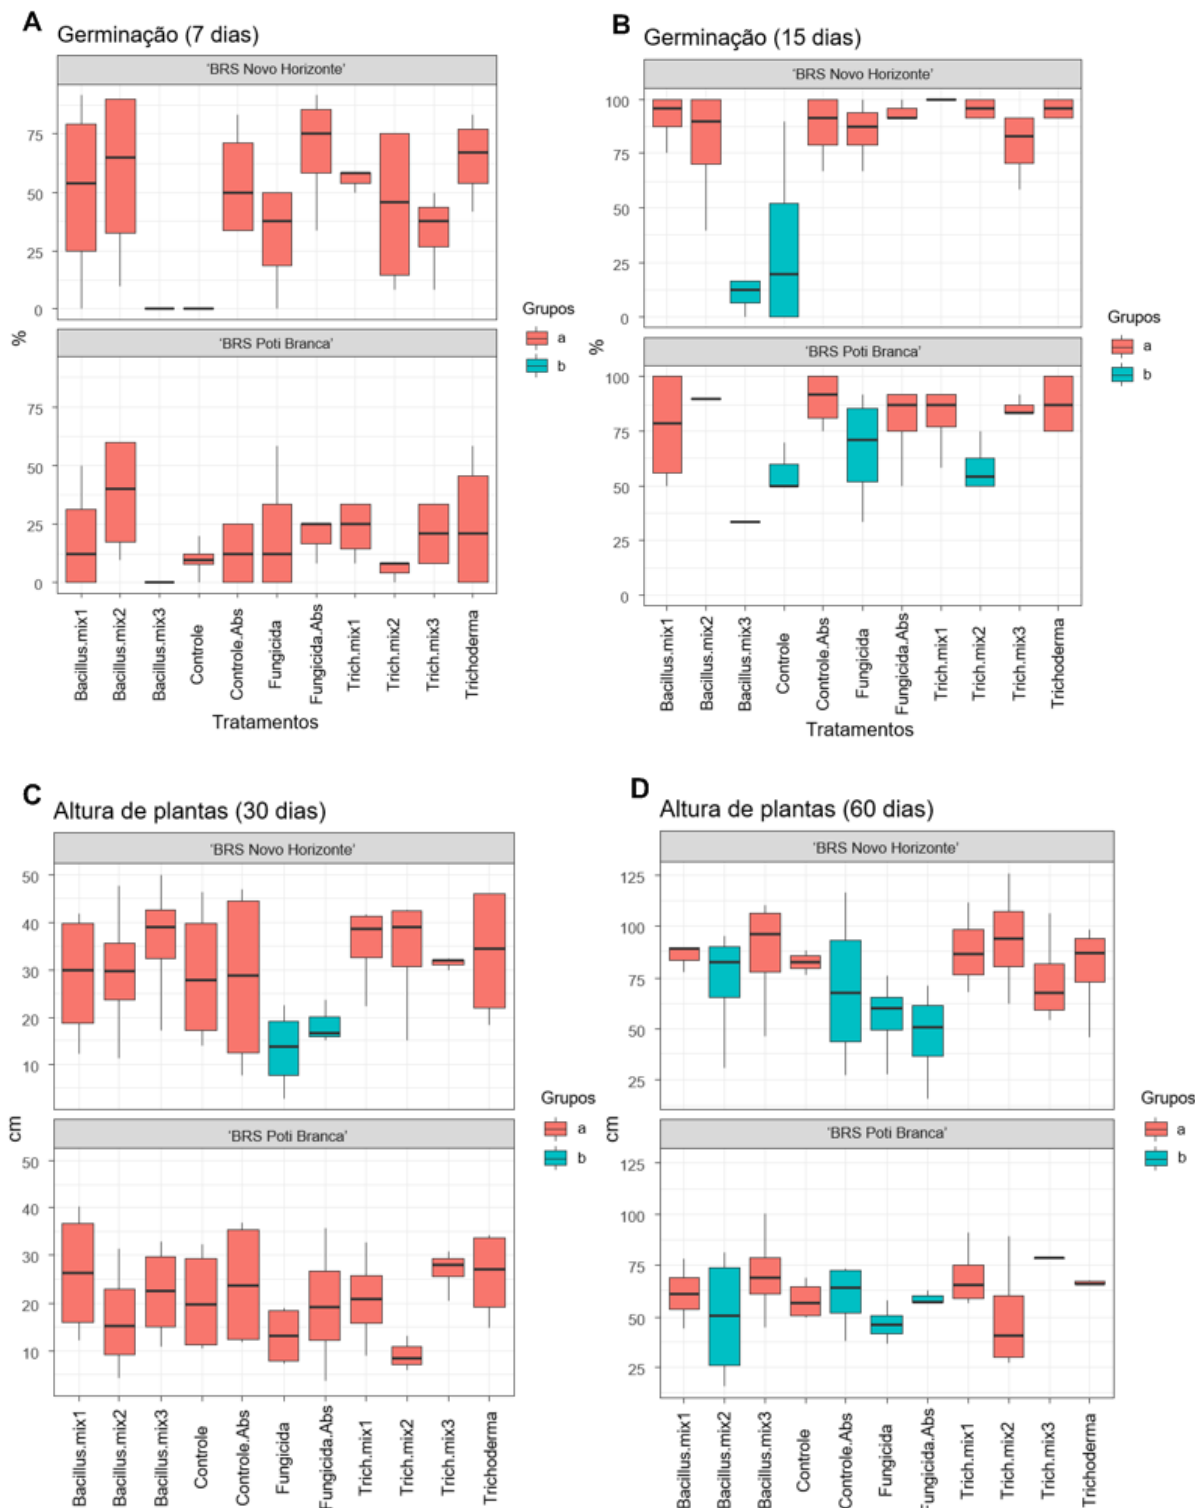 A
Germinação (7 dias)
'BRS Novo Horizonte'
75
50
25
0
%
'BRS Poti Branca'
75
50
25
0
Grupos
a
b
Bacillus.mix1
Bacillus.mix2
Bacillus.mix3
Controle
Controle.Abs
Fungicida
Fungicida.Abs
Trich.mix1
Trich.mix2
Trich.mix3
Trichoderma
Tratamentos
B
Germinação (15 dias)
'BRS Novo Horizonte'
100
75
50
25
0
%
'BRS Poti Branca'
100
75
50
25
0
Grupos
a
b
Bacillus.mix1
Bacillus.mix2
Bacillus.mix3
Controle
Controle.Abs
Fungicida
Fungicida.Abs
Trich.mix1
Trich.mix2
Trich.mix3
Trichoderma
Tratamentos
C
Altura de plantas (30 dias)
'BRS Novo Horizonte'
50
40
30
20
10
cm
'BRS Poti Branca'
50
40
30
20
10
Grupos
a
b
Bacillus.mix1
Bacillus.mix2
Bacillus.mix3
Controle
Controle.Abs
Fungicida
Fungicida.Abs
Trich.mix1
Trich.mix2
Trich.mix3
Trichoderma
D
Altura de plantas (60 dias)
'BRS Novo Horizonte'
125
100
75
50
25
cm
'BRS Poti Branca'
125
100
75
50
25
Grupos
a
b
Bacillus.mix1
Bacillus.mix2
Bacillus.mix3
Controle
Controle.Abs
Fungicida
Fungicida.Abs
Trich.mix1
Trich.mix2
Trich.mix3
Trichoderma